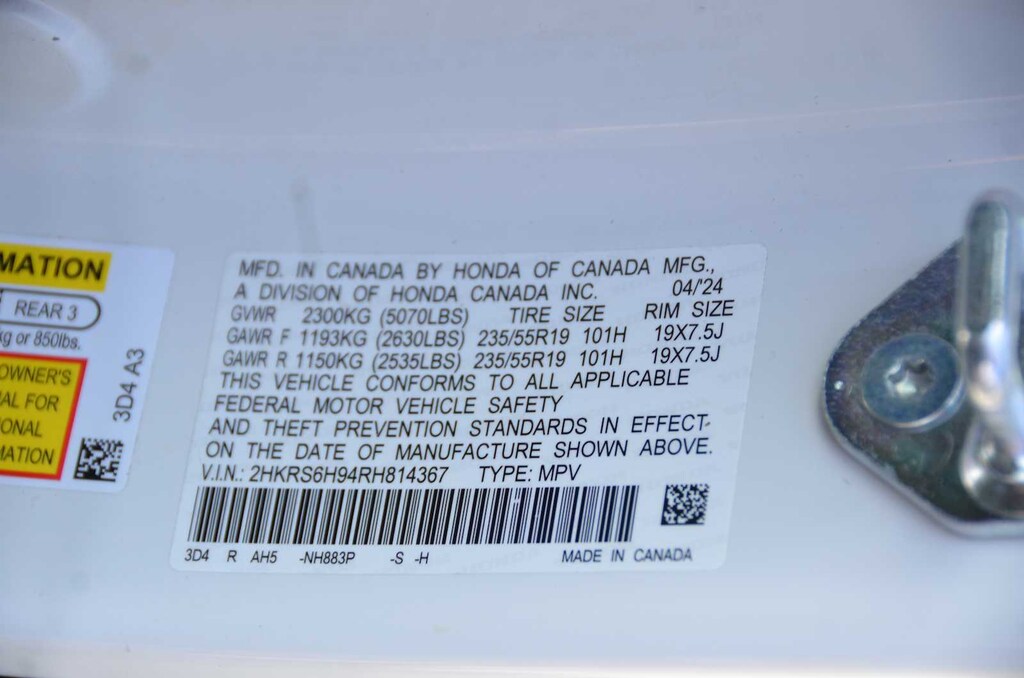 MATION
REAR 3
kg or 850lbs.
OWNER'S
AL FOR
IONAL
MATION
3D4 A3
MFD. IN CANADA BY HONDA OF CANADA MFG.,
A DIVISION OF HONDA CANADA INC. 04/'24
GVWR 2300KG (5070LBS) TIRE SIZE RIM SIZE
GAWR F 1193KG (2630LBS) 235/55R19 101H 19X7.5J
GAWR R 1150KG (2535LBS) 235/55R19 101H 19X7.5J
THIS VEHICLE CONFORMS TO ALL APPLICABLE
FEDERAL MOTOR VEHICLE SAFETY
AND THEFT PREVENTION STANDARDS IN EFFECT
ON THE DATE OF MANUFACTURE SHOWN ABOVE.
V.I.N.: 2HKRS6H94RH814367 TYPE: MPV
3D4 R AH5 -NH883P -S -H MADE IN CANADA